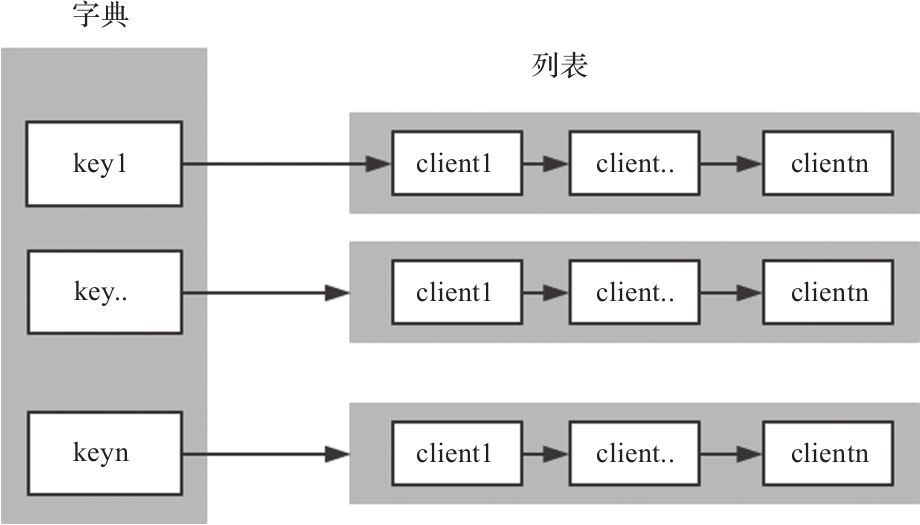 字典
列表
key1 client1 client.. clientn
key.. client1 client.. clientn
keyn client1 client.. clientn